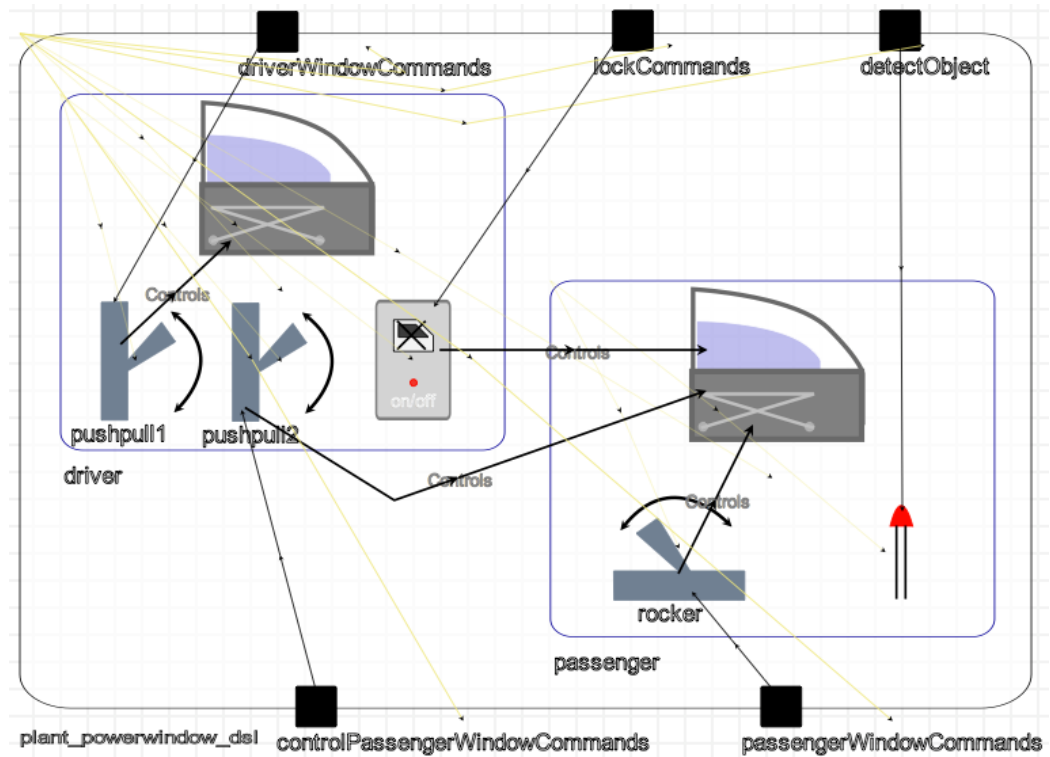 driverWindowCommands
lockCommands
detectObject
Controls
on/off
Controls
pushpull1
pushpull2
driver
Controls
Controls
rocker
passenger
plant_powerwindow_dsl
controlPassengerWindowCommands
passengerWindowCommands